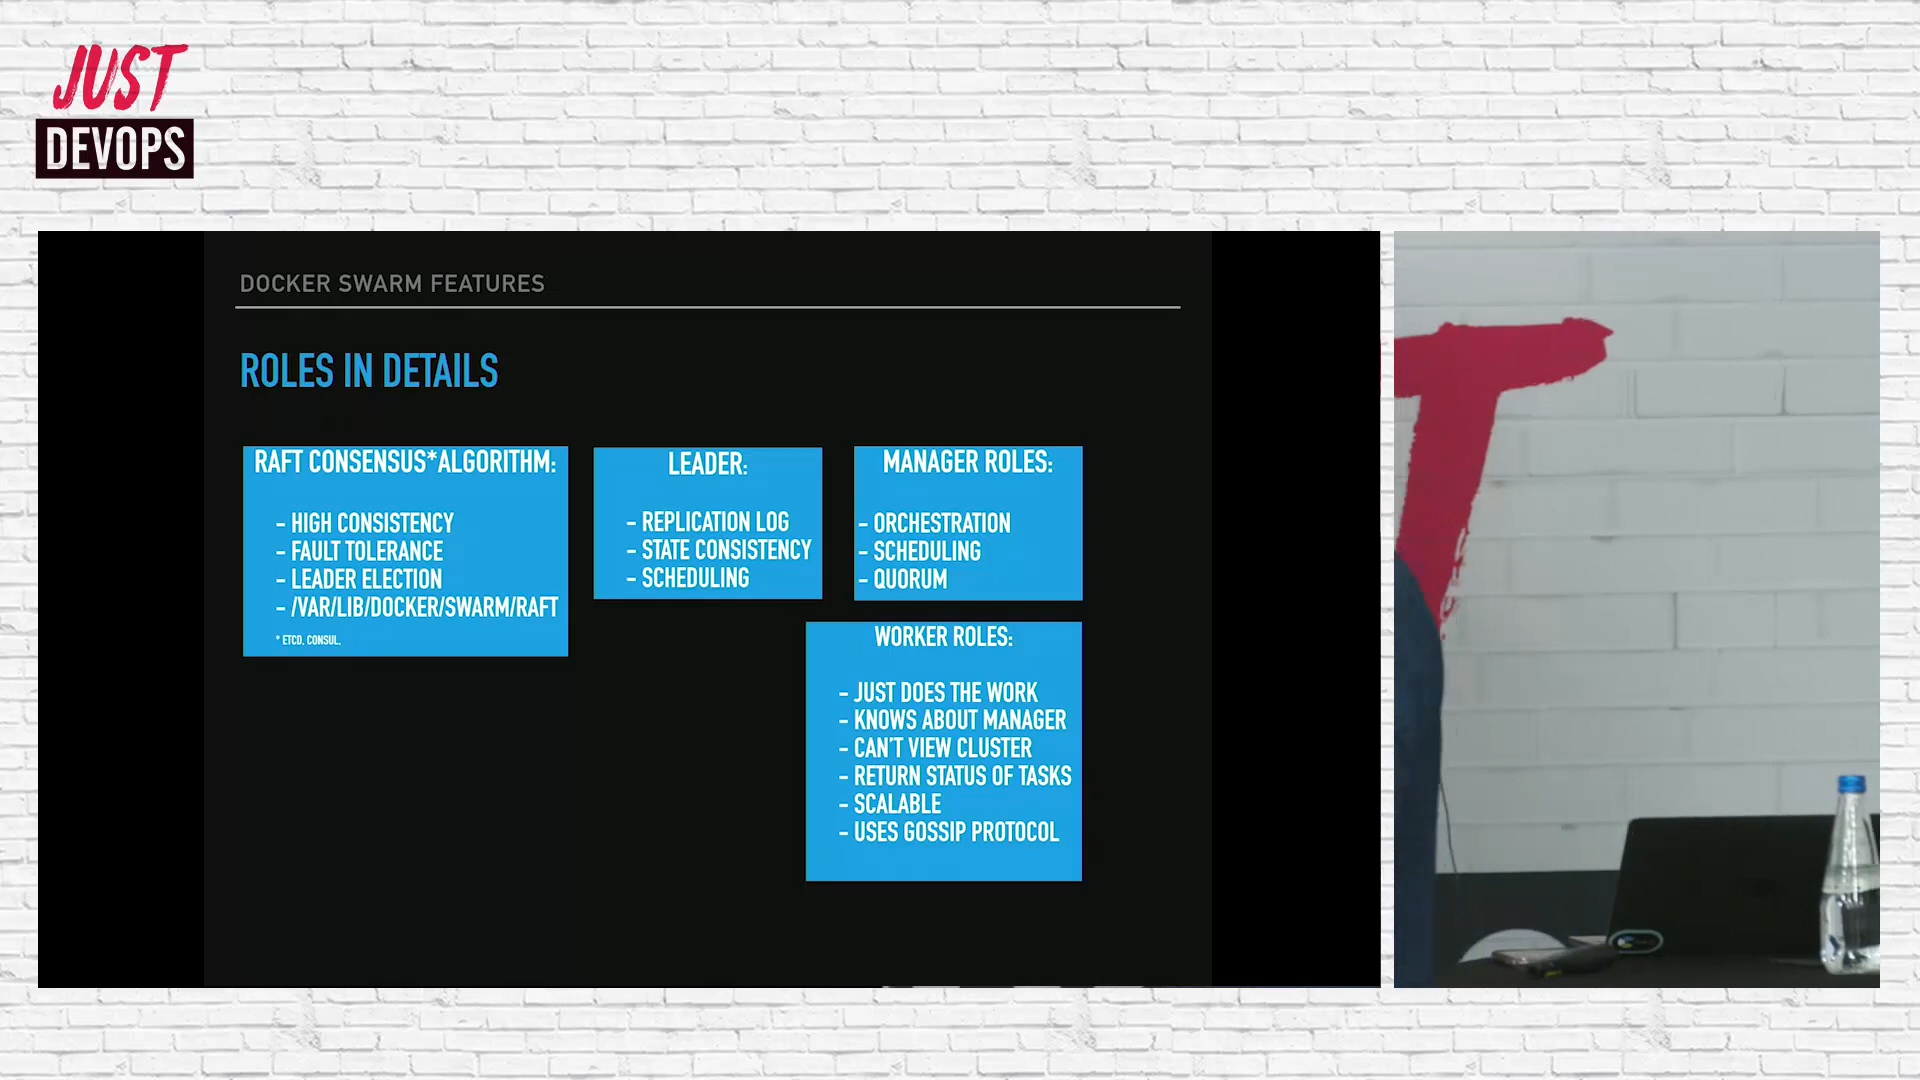 JUST
DEVOPS
DOCKER SWARM FEATURES
ROLES IN DETAILS
RAFT CONSENSUS*ALGORITHM:
- HIGH CONSISTENCY
- FAULT TOLERANCE
- LEADER ELECTION
- /VAR/LIB/DOCKER/SWARM/RAFT
* ETCD, CONSUL,
LEADER:
- REPLICATION LOG
- STATE CONSISTENCY
- SCHEDULING
MANAGER ROLES:
- ORCHESTRATION
- SCHEDULING
- QUORUM
WORKER ROLES:
- JUST DOES THE WORK
- KNOWS ABOUT MANAGER
- CAN'T VIEW CLUSTER
- RETURN STATUS OF TASKS
- SCALABLE
- USES GOSSIP PROTOCOL
T